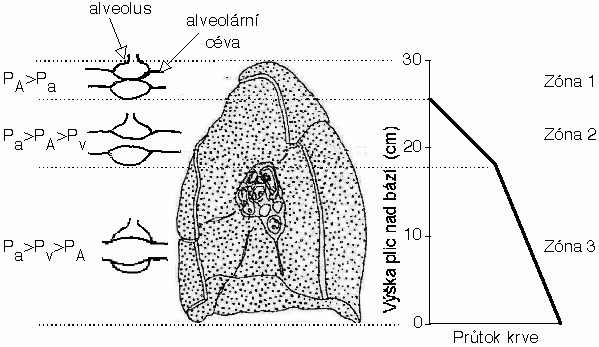 alveolus
alveolární
céva
P_A>P_a
P_a>P_A>P_v
P_a>P_v>P_A
30
20
10
0
Výška plic nad bází (cm)
Zóna 1
Zóna 2
Zóna 3
Průtok krve